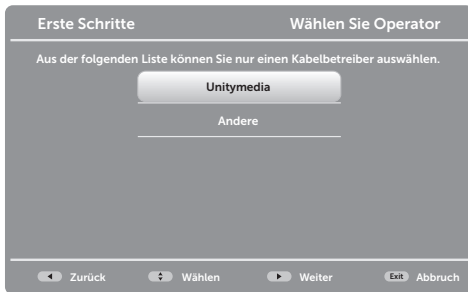 Erste Schritte Wählen Sie Operator
Aus der folgenden Liste können Sie nur einen Kabelbetreiber auswählen.
Unitymedia
Andere
Zurück Wählen Weiter Exit Abbruch